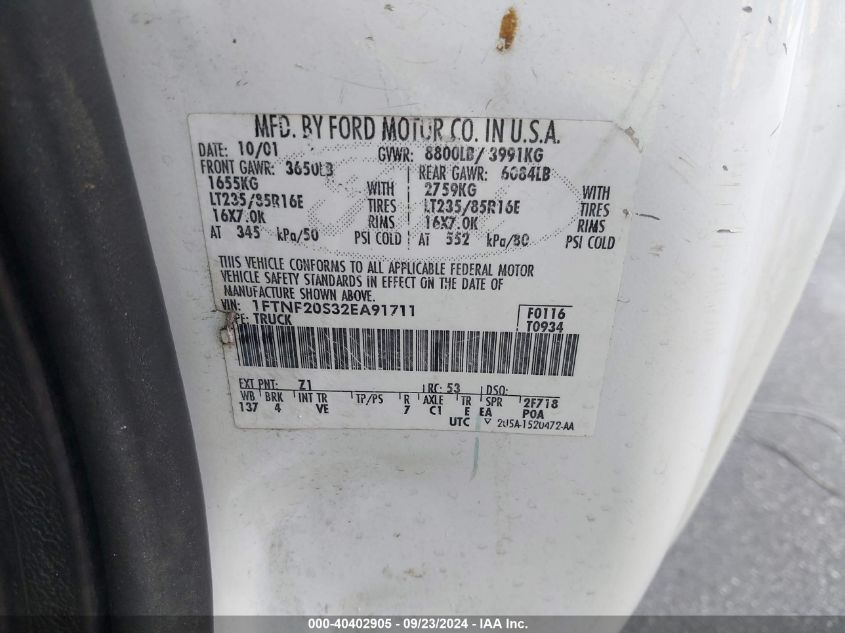 MFD. BY FORD MOTOR CO. IN U.S.A.
DATE: 10/01 GVWR: 8800LB/ 3991KG
FRONT GAWR: 3650LB REAR GAWR: 6084LB
1655KG WITH 2759KG WITH
LT235/85R16E TIRES LT235/85R16E TIRES
16X7.0K RIMS 16X7.0K RIMS
AT 345 kPa/50 PSI COLD AT 552 kPa/80 PSI COLD
THIS VEHICLE CONFORMS TO ALL APPLICABLE FEDERAL MOTOR
VEHICLE SAFETY STANDARDS IN EFFECT ON THE DATE OF
MANUFACTURE SHOWN ABOVE.
VIN: 1FTNF20S32EA91711 F0116
TRUCK T0934
EXT PNT: Z1 RC: 53 DSO:
WB BRK INT TR TP/PS R AXLE TR SPR 2F718
137 4 VE 7 C1 E EA POA
UTC 2U5A-1520472-AA
000-40402905 - 09/23/2024 - IAA Inc.